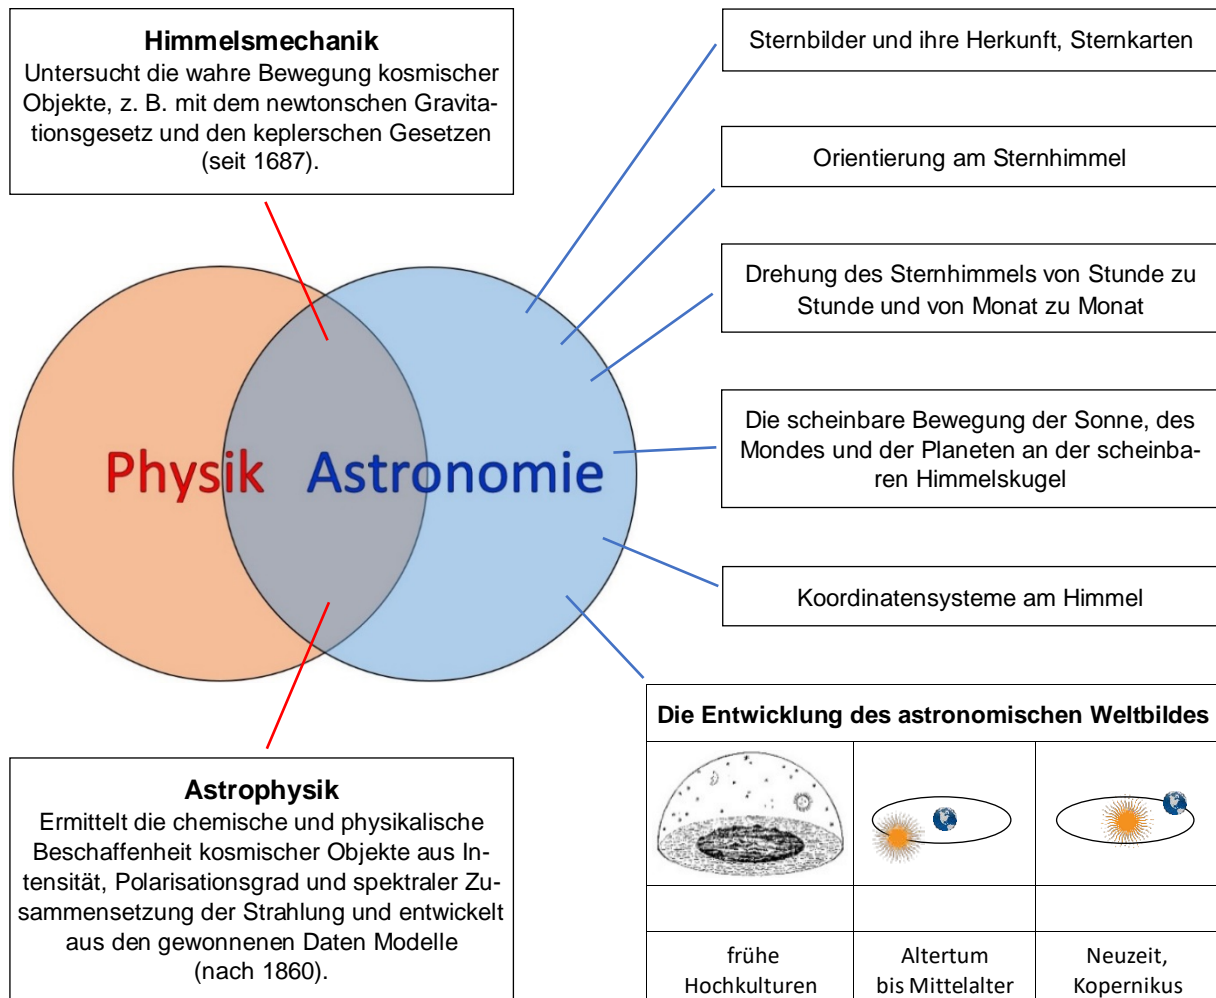 Himmelsmechanik
Untersucht die wahre Bewegung kosmischer
Objekte, z. B. mit dem newtonschen Gravita-
tionsgesetz und den keplerschen Gesetzen
(seit 1687).
Sternbilder und ihre Herkunft, Sternkarten
Orientierung am Sternhimmel
Drehung des Sternhimmels von Stunde zu
Stunde und von Monat zu Monat
Die scheinbare Bewegung der Sonne, des
Mondes und der Planeten an der scheinba-
ren Himmelskugel
Koordinatensysteme am Himmel
Physik
Astronomie
Astrophysik
Ermittelt die chemische und physikalische
Beschaffenheit kosmischer Objekte aus In-
tensität, Polarisationsgrad und spektraler Zu-
sammensetzung der Strahlung und entwickelt
aus den gewonnenen Daten Modelle
(nach 1860).
Die Entwicklung des astronomischen Weltbildes
frühe
Hochkulturen
Altertum
bis Mittelalter
Neuzeit,
Kopernikus